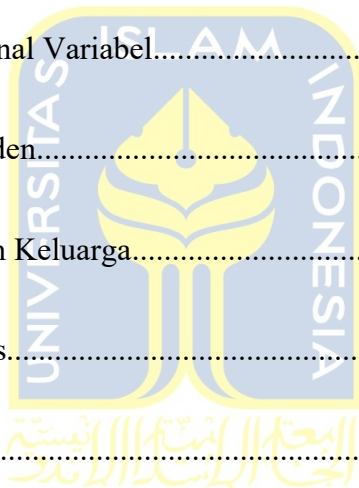 ISLAM
nal Variabel.....................
den.....................
n Keluarga.....................
s.....................
.....................
UNIVERSITAS
INDONESIA